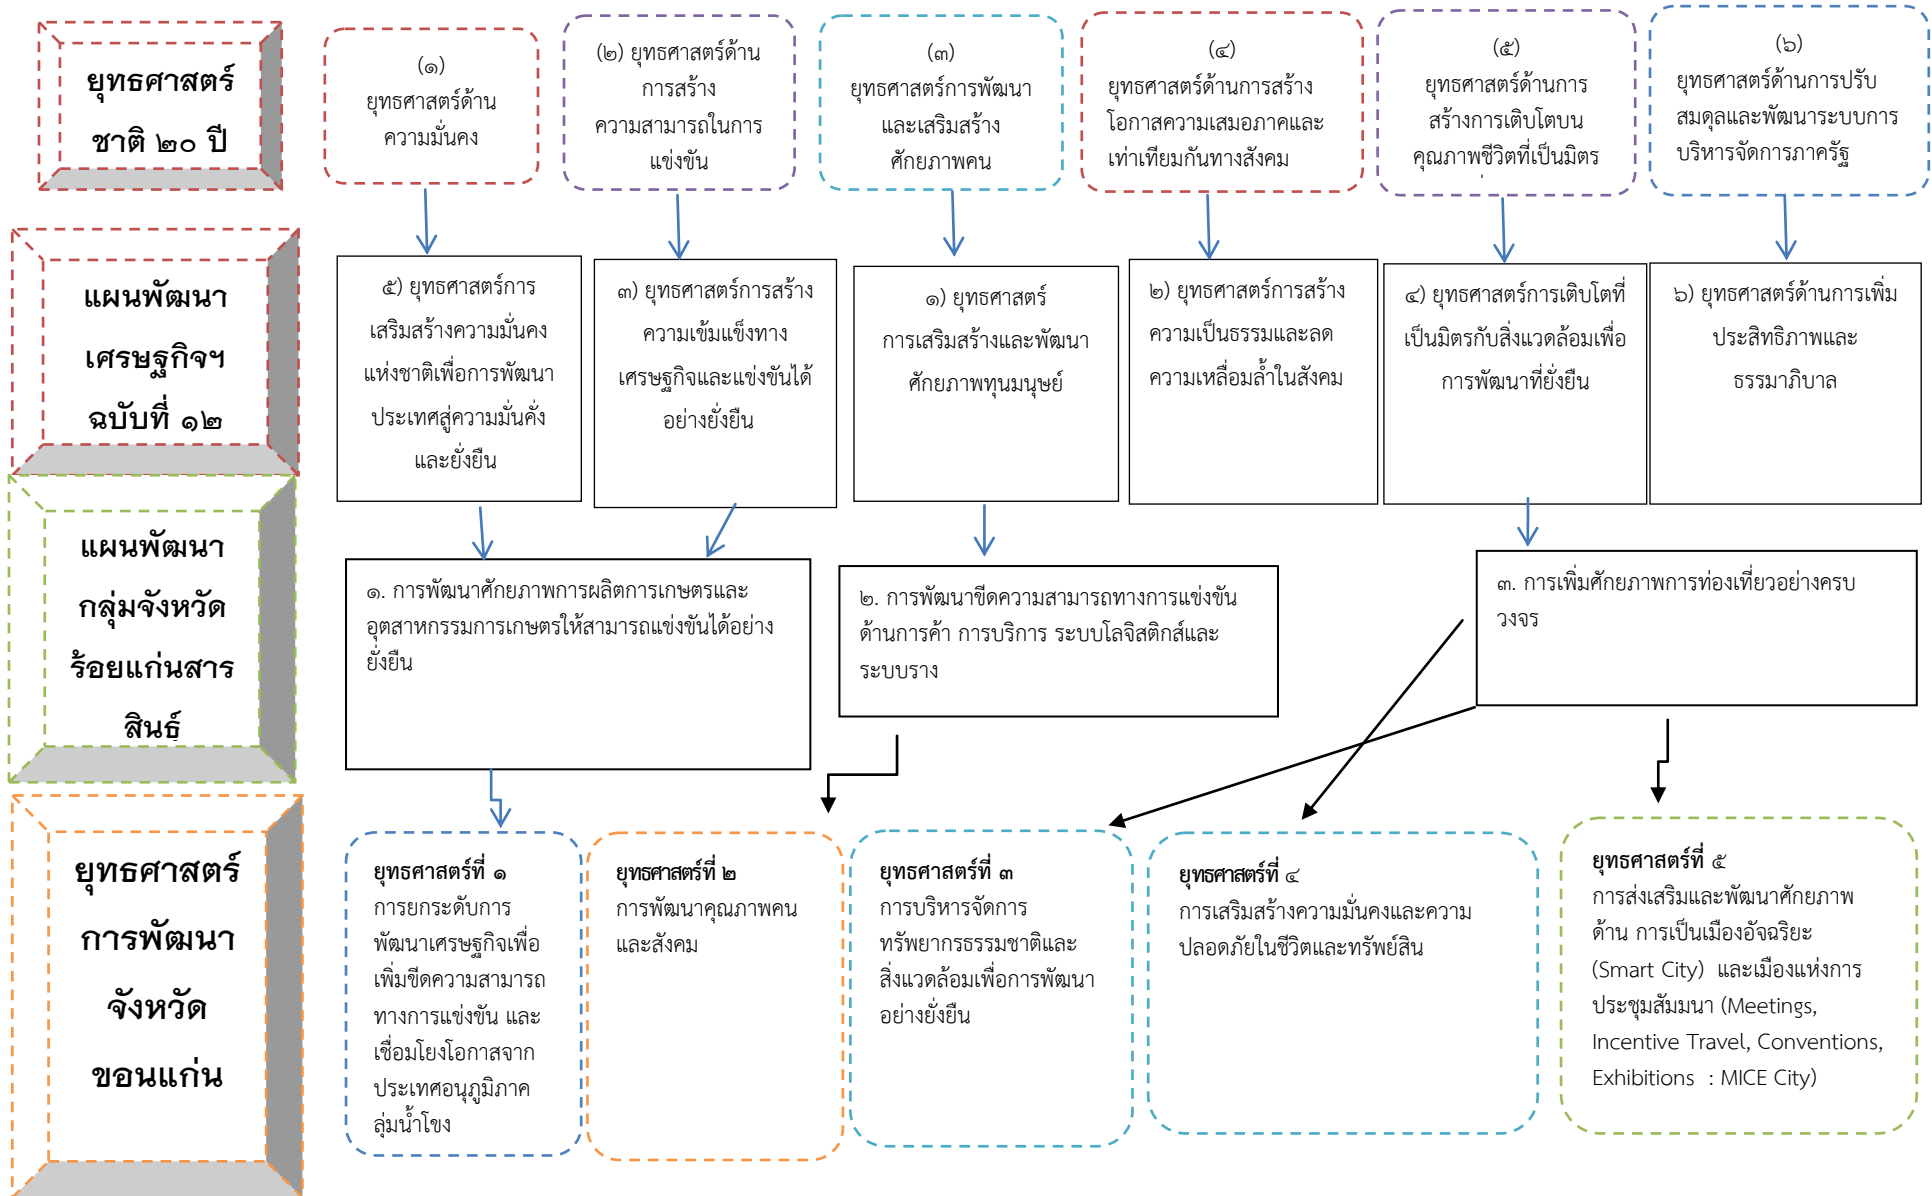 ยุทธศาสตร์
ชาติ ๒๐ ปี
(๑)
ยุทธศาสตร์ด้าน
ความมั่นคง
(๒) ยุทธศาสตร์ด้าน
การสร้าง
ความสามารถในการ
แข่งขัน
(๓)
ยุทธศาสตร์การพัฒนา
และเสริมสร้าง
ศักยภาพคน
(๔)
ยุทธศาสตร์ด้านการสร้าง
โอกาสความเสมอภาคและ
เท่าเทียมกันทางสังคม
(๕)
ยุทธศาสตร์ด้านการ
สร้างการเติบโตบน
คุณภาพชีวิตที่เป็นมิตร
(๖)
ยุทธศาสตร์ด้านการปรับ
สมดุลและพัฒนาระบบการ
บริหารจัดการภาครัฐ
แผนพัฒนา
เศรษฐกิจฯ
ฉบับที่ ๑๒
๕) ยุทธศาสตร์การ
เสริมสร้างความมั่นคง
แห่งชาติเพื่อการพัฒนา
ประเทศสู่ความมั่นคั่ง
และยั่งยืน
๓) ยุทธศาสตร์การสร้าง
ความเข้มแข็งทาง
เศรษฐกิจและแข่งขันได้
อย่างยั่งยืน
๑) ยุทธศาสตร์
การเสริมสร้างและพัฒนา
ศักยภาพทุนมนุษย์
๒) ยุทธศาสตร์การสร้าง
ความเป็นธรรมและลด
ความเหลื่อมล้ำในสังคม
๔) ยุทธศาสตร์การเติบโตที่
เป็นมิตรกับสิ่งแวดล้อมเพื่อ
การพัฒนาที่ยั่งยืน
๖) ยุทธศาสตร์ด้านการเพิ่ม
ประสิทธิภาพและ
ธรรมาภิบาล
แผนพัฒนา
กลุ่มจังหวัด
ร้อยแก่นสาร
สินธุ์
๑. การพัฒนาศักยภาพการผลิตการเกษตรและ
อุตสาหกรรมการเกษตรให้สามารถแข่งขันได้อย่าง
ยั่งยืน
๒. การพัฒนาขีดความสามารถทางการแข่งขัน
ด้านการค้า การบริการ ระบบโลจิสติกส์และ
ระบบราง
๓. การเพิ่มศักยภาพการท่องเที่ยวอย่างครบ
วงจร
ยุทธศาสตร์
การพัฒนา
จังหวัด
ขอนแก่น
ยุทธศาสตร์ที่ ๑
การยกระดับการ
พัฒนาเศรษฐกิจเพื่อ
เพิ่มขีดความสามารถ
ทางการแข่งขัน และ
เชื่อมโยงโอกาสจาก
ประเทศอนุภูมิภาค
ลุ่มน้ำโขง
ยุทธศาสตร์ที่ ๒
การพัฒนาคุณภาพคน
และสังคม
ยุทธศาสตร์ที่ ๓
การบริหารจัดการ
ทรัพยากรธรรมชาติและ
สิ่งแวดล้อมเพื่อการพัฒนา
อย่างยั่งยืน
ยุทธศาสตร์ที่ ๔
การเสริมสร้างความมั่นคงและความ
ปลอดภัยในชีวิตและทรัพย์สิน
ยุทธศาสตร์ที่ ๕
การส่งเสริมและพัฒนาศักยภาพ
ด้าน การเป็นเมืองอัจฉริยะ
(Smart City) และเมืองแห่งการ
ประชุมสัมมนา (Meetings,
Incentive Travel, Conventions,
Exhibitions : MICE City)